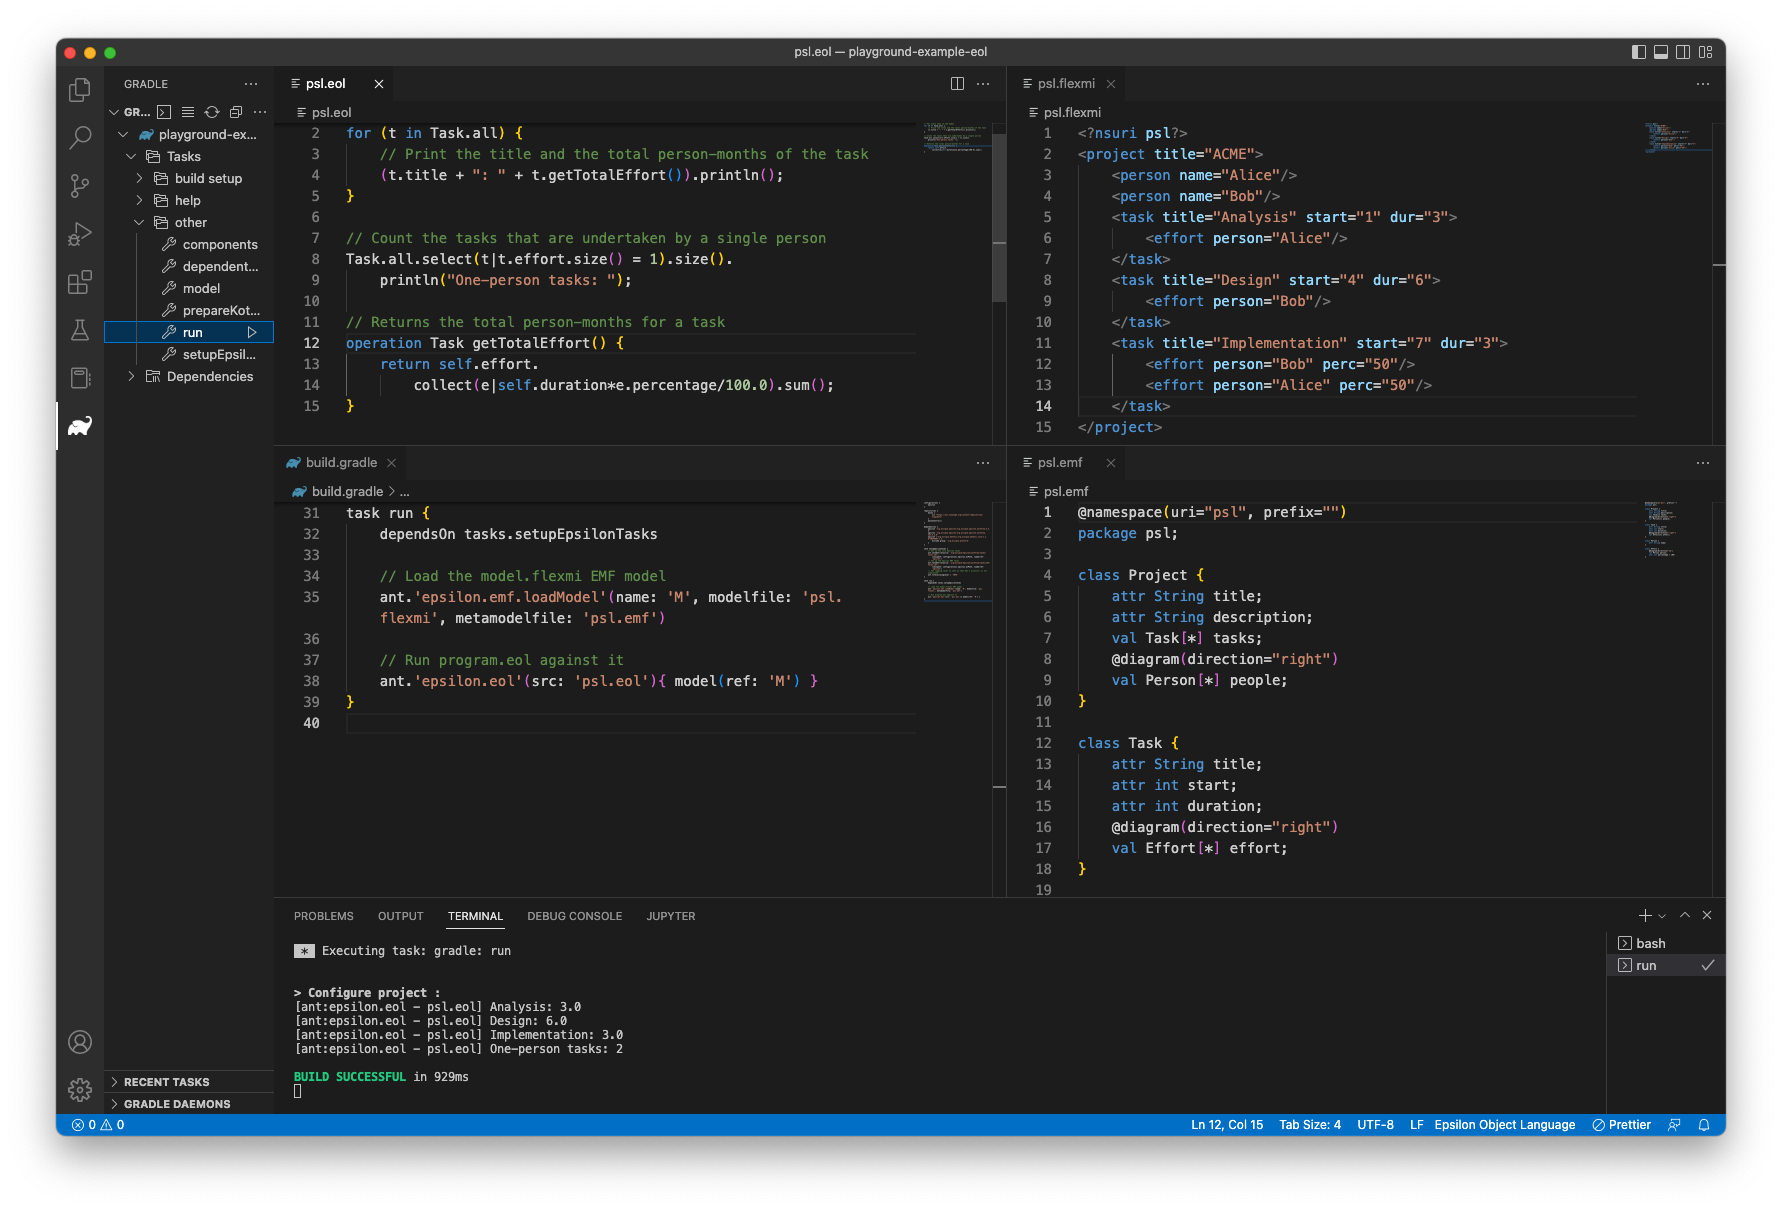 psl.eol — playground-example-eol
GRADLE
GR...
playground-ex...
Tasks
build setup
help
other
components
dependent...
model
prepareKot...
run
setupEpsil...
Dependencies
RECENT TASKS
GRADLE DAEMONS
psl.eol
psl.eol
2 for (t in Task.all) {
3 // Print the title and the total person-months of the task
4 (t.title + ": " + t.getTotalEffort()).println();
5 }
6
7 // Count the tasks that are undertaken by a single person
8 Task.all.select(t|t.effort.size() = 1).size().
9 println("One-person tasks: ");
10
11 // Returns the total person-months for a task
12 operation Task getTotalEffort() {
13 return self.effort.
14 collect(e|self.duration*e.percentage/100.0).sum();
15 }
psl.flexmi
psl.flexmi
1 <?nsuri psl?>
2 <project title="ACME">
3 <person name="Alice"/>
4 <person name="Bob"/>
5 <task title="Analysis" start="1" dur="3">
6 <effort person="Alice"/>
7 </task>
8 <task title="Design" start="4" dur="6">
9 <effort person="Bob"/>
10 </task>
11 <task title="Implementation" start="7" dur="3">
12 <effort person="Bob" perc="50"/>
13 <effort person="Alice" perc="50"/>
14 </task>
15 </project>
build.gradle
build.gradle > ...
31 task run {
32 dependsOn tasks.setupEpsilonTasks
33
34 // Load the model.flexmi EMF model
35 ant.'epsilon.emf.loadModel'(name: 'M', modelfile: 'psl.
flexmi', metamodelfile: 'psl.emf')
36
37 // Run program.eol against it
38 ant.'epsilon.eol'(src: 'psl.eol'){ model(ref: 'M') }
39 }
40
psl.emf
psl.emf
1 @namespace(uri="psl", prefix="")
2 package psl;
3
4 class Project {
5 attr String title;
6 attr String description;
7 val Task[*] tasks;
8 @diagram(direction="right")
9 val Person[*] people;
10 }
11
12 class Task {
13 attr String title;
14 attr int start;
15 attr int duration;
16 @diagram(direction="right")
17 val Effort[*] effort;
18 }
19
PROBLEMS OUTPUT TERMINAL DEBUG CONSOLE JUPYTER
* Executing task: gradle: run
> Configure project :
[ant:epsilon.eol - psl.eol] Analysis: 3.0
[ant:epsilon.eol - psl.eol] Design: 6.0
[ant:epsilon.eol - psl.eol] Implementation: 3.0
[ant:epsilon.eol - psl.eol] One-person tasks: 2
BUILD SUCCESSFUL in 929ms
bash
run
0 0 Ln 12, Col 15 Tab Size: 4 UTF-8 LF Epsilon Object Language Prettier